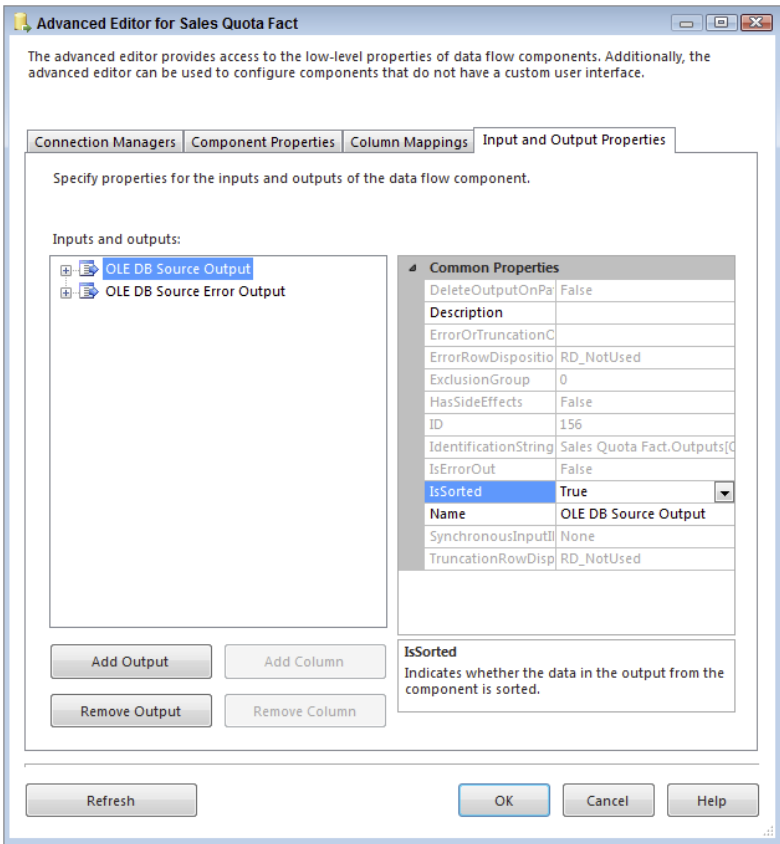 Advanced Editor for Sales Quota Fact
The advanced editor provides access to the low-level properties of data flow components. Additionally, the
advanced editor can be used to configure components that do not have a custom user interface.
Connection Managers Component Properties Column Mappings Input and Output Properties
Specify properties for the inputs and outputs of the data flow component.
Inputs and outputs:
OLE DB Source Output
OLE DB Source Error Output
Common Properties
DeleteOutputOnPa False
Description
ErrorOrTruncationO
ErrorRowDispositio RD_NotUsed
ExclusionGroup 0
HasSideEffects False
ID 156
IdentificationString Sales Quota Fact.Outputs[O
IsErrorOut False
IsSorted True
Name OLE DB Source Output
SynchronousInputI None
TruncationRowDisp RD_NotUsed
Add Output Add Column
Remove Output Remove Column
IsSorted
Indicates whether the data in the output from the
component is sorted.
Refresh OK Cancel Help